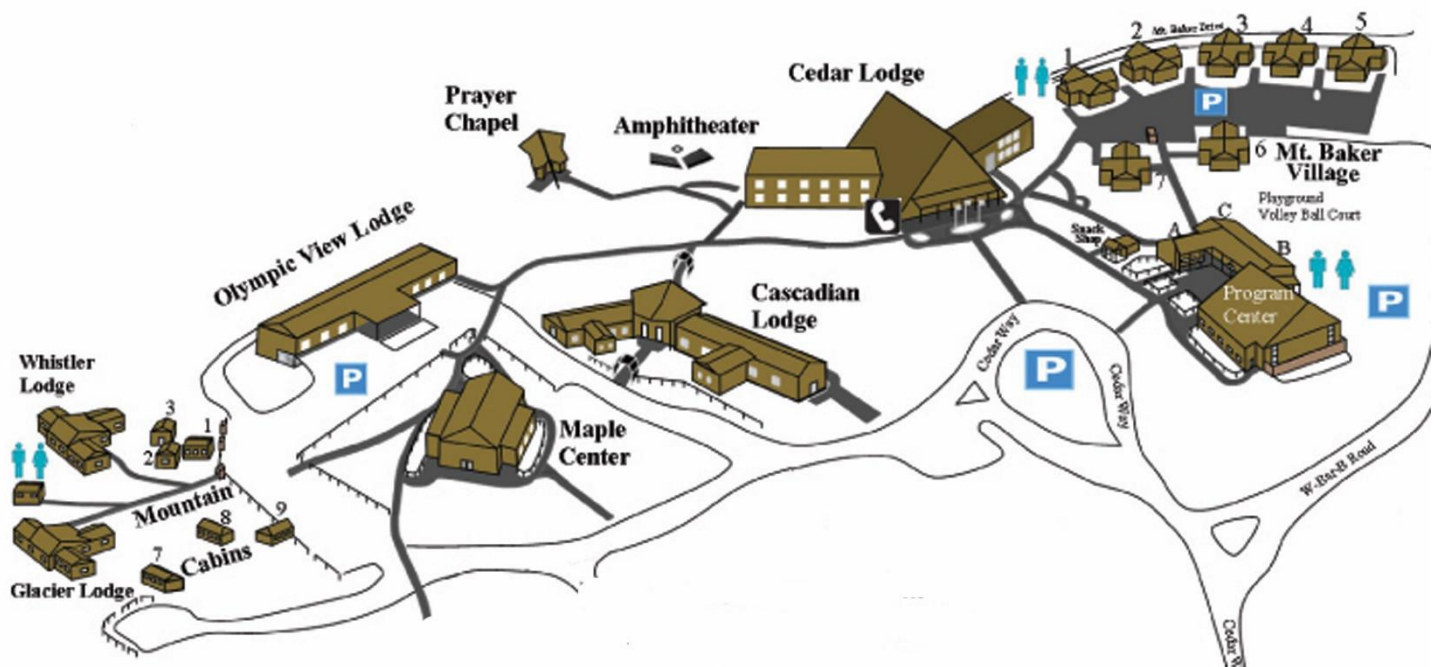 Mt. Baker Drive
1
2
3
4
5
P
Cedar Lodge
Prayer
Chapel
Amphitheater
6
7
Mt. Baker
Village
Playground
Volley Ball Court
Snack
Shop
A
C
B
Program
Center
P
Olympic View Lodge
Cascadian
Lodge
Cedar Way
P
Cedar Way
P
Whistler
Lodge
3
1
2
Maple
Center
Mountain
Cabins
8
9
7
Glacier Lodge
W-Bar-B Road
Cedar W